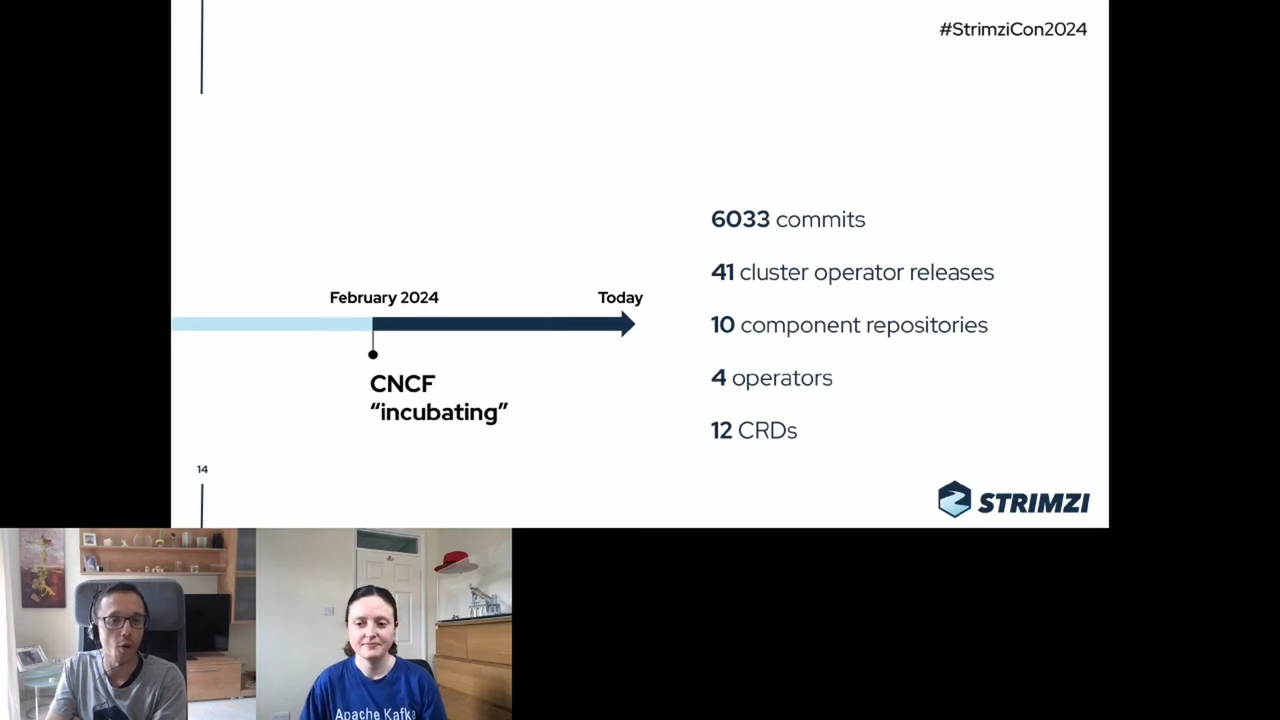 #StrimziCon2024
6033 commits
41 cluster operator releases
10 component repositories
4 operators
12 CRDs
February 2024
Today
CNCF
“incubating”
14
STRIMZI
Apache Kafka